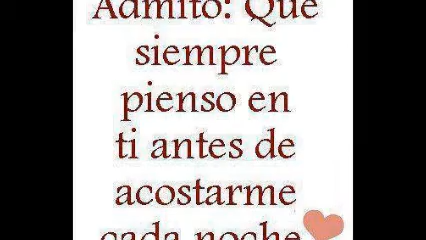 Admito: Que
siempre
pienso en
ti antes de
acostarme
cada noche